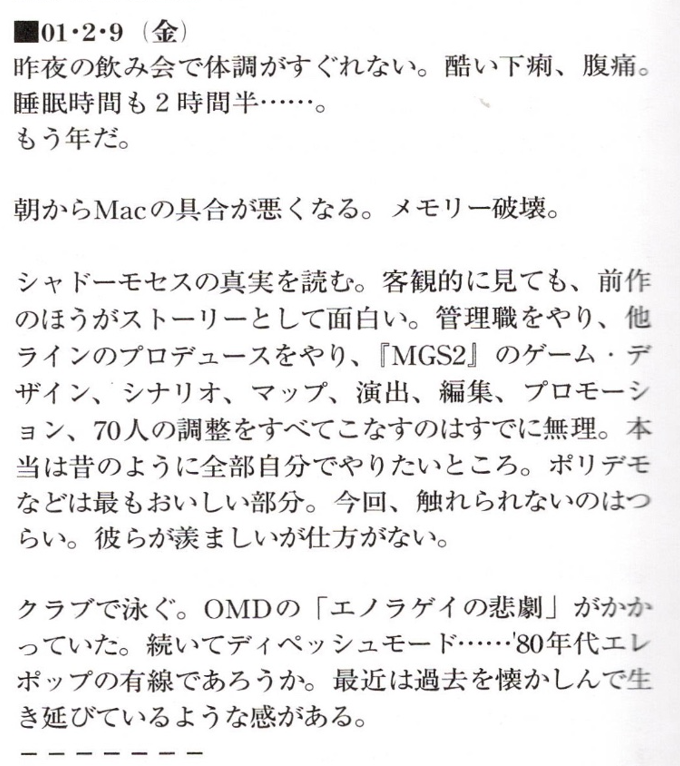 ■01・2・9（金）
昨夜の飲み会で体調がすぐれない。酷い下痢、腹痛。
睡眠時間も２時間半……。
もう年だ。
朝からMacの具合が悪くなる。メモリー破壊。
シャドーモセスの真実を読む。客観的に見ても、前作
のほうがストーリーとして面白い。管理職をやり、他
ラインのプロデュースをやり、『MGS2』のゲーム・デ
ザイン、シナリオ、マップ、演出、編集、プロモーシ
ョン、70人の調整をすべてこなすのはすでに無理。本
当は昔のように全部自分でやりたいところ。ポリデモ
などは最もおいしい部分。今回、触れられないのはつ
らい。彼らが羨ましいが仕方がない。
クラブで泳ぐ。OMDの「エノラゲイの悲劇」がかか
っていた。続いてディペッシュモード……'80年代エレ
ポップの有線であろうか。最近は過去を懐かしんで生
き延びているような感がある。
－－－－－－－